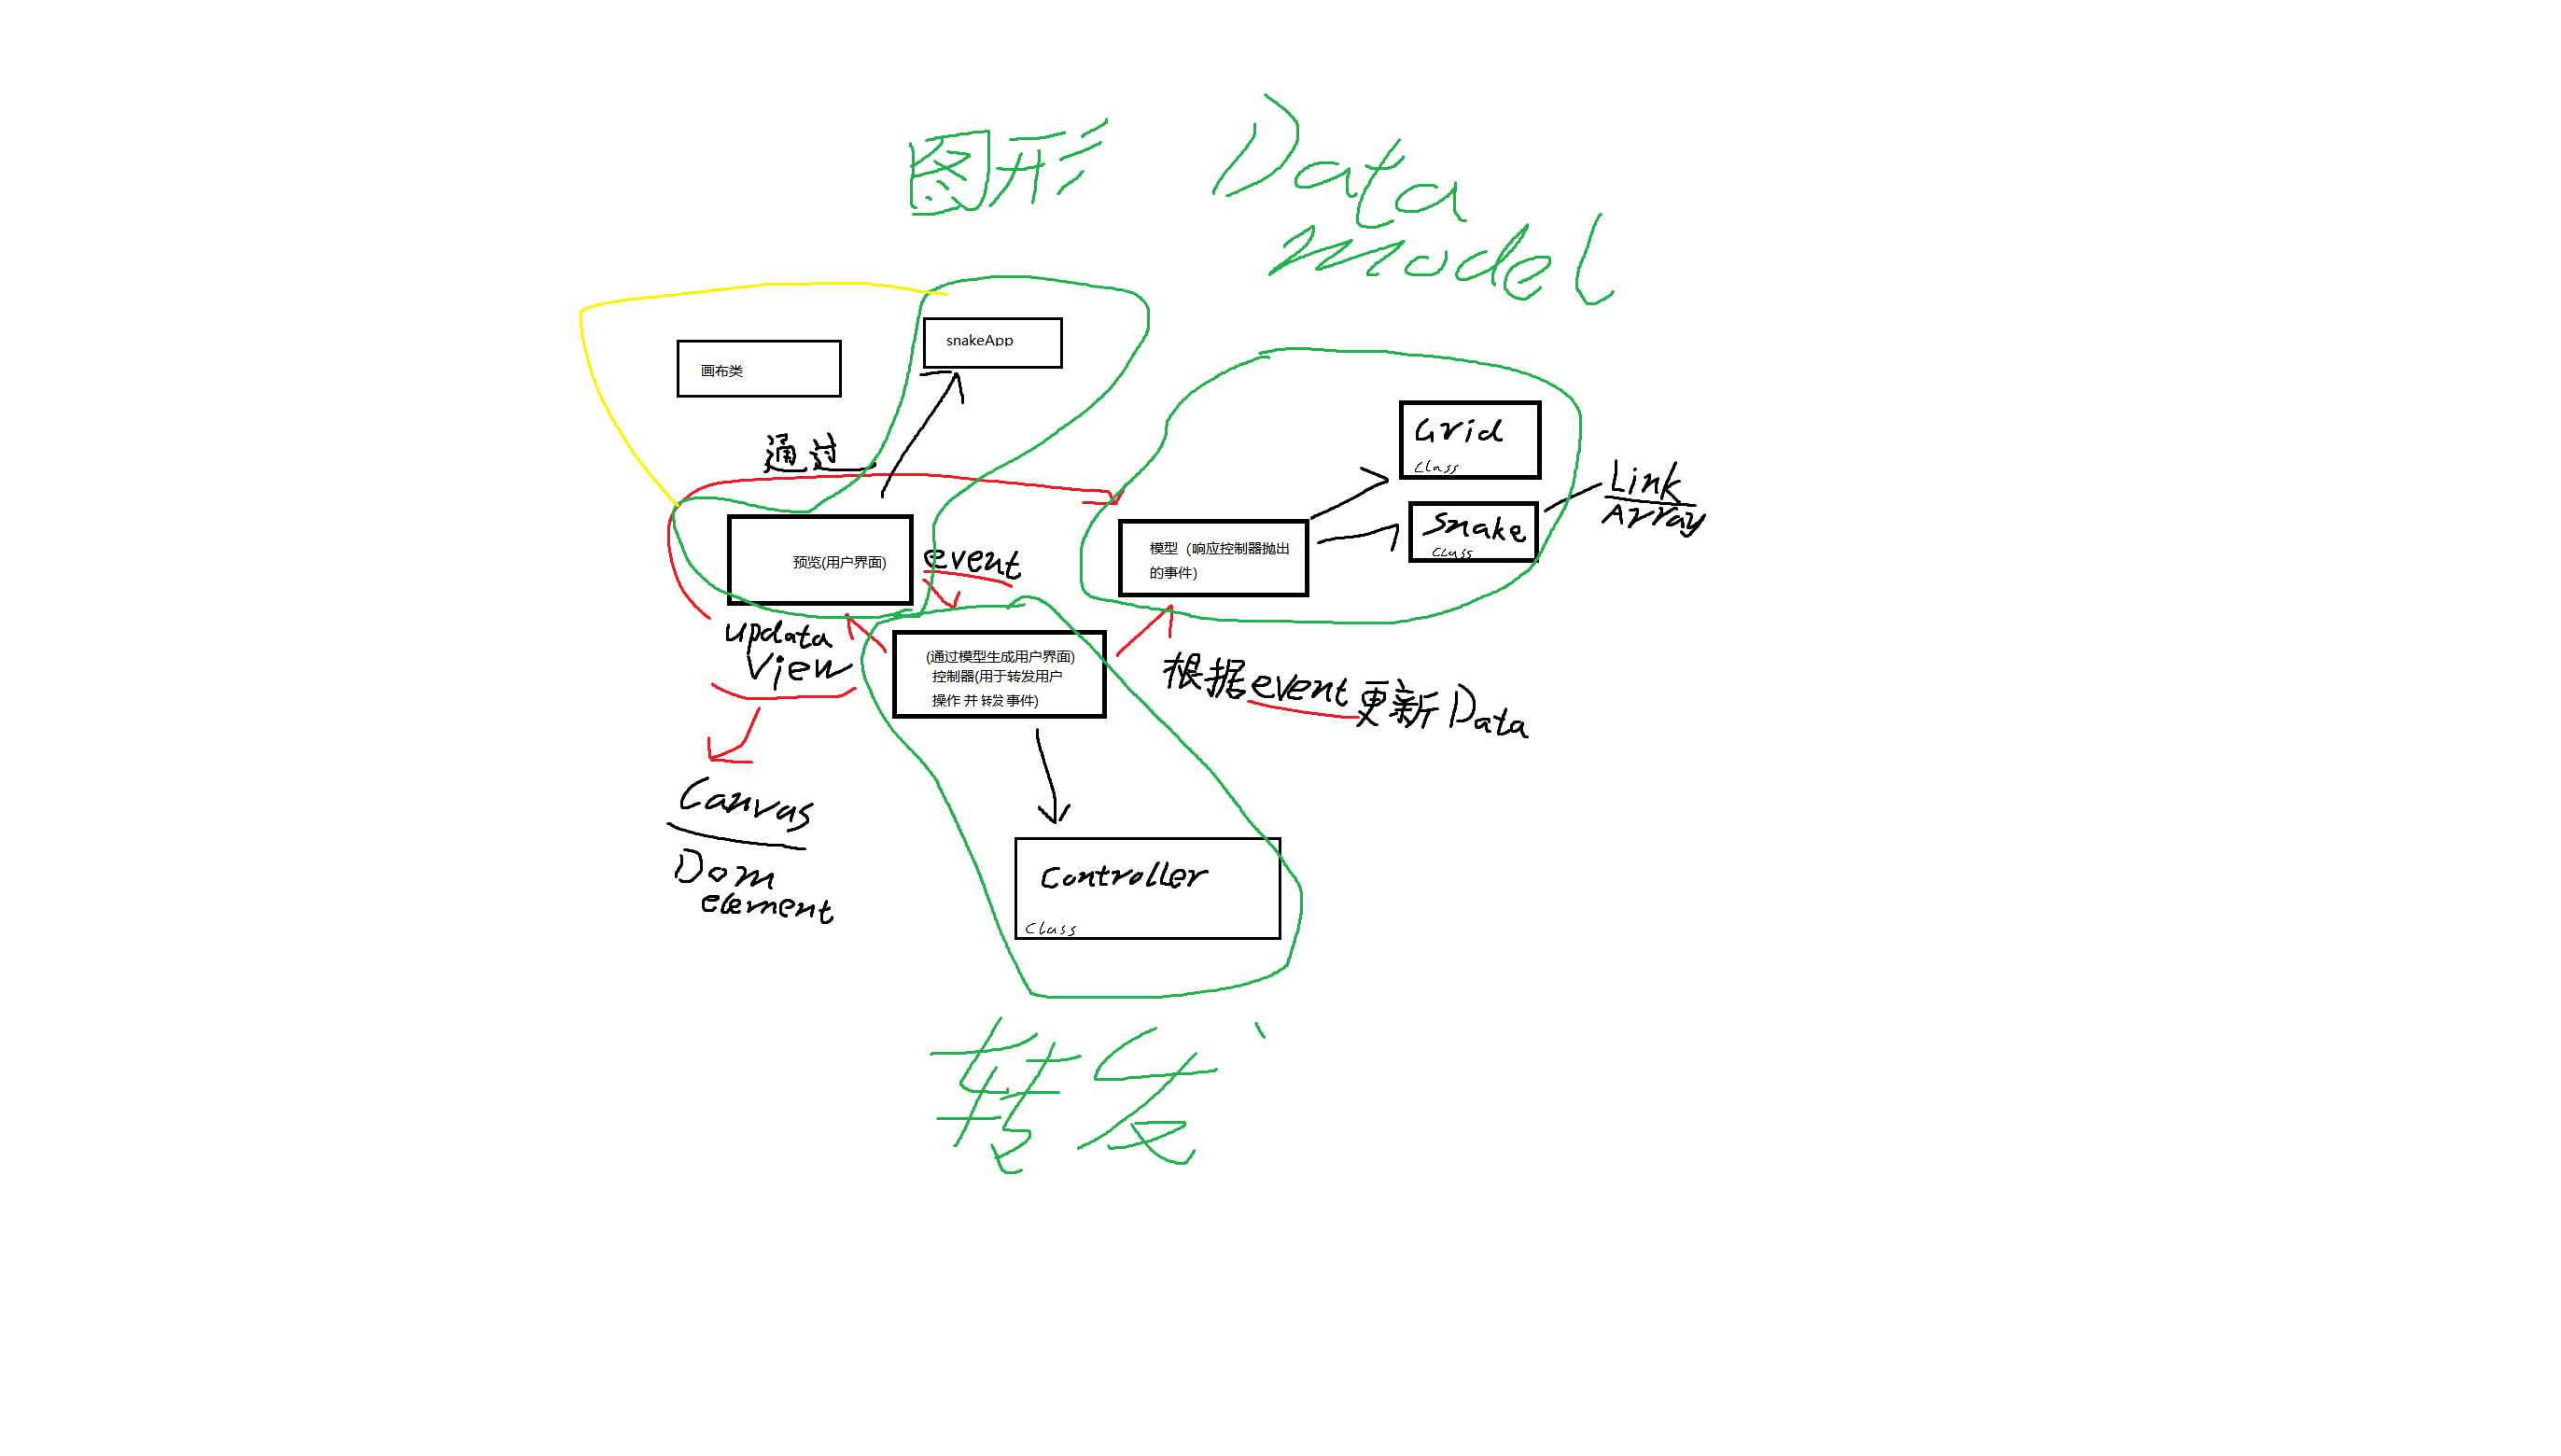 图形
Data
model
snakeApp
画布类
通过
Grid
Class
Snake
Class
Link
Array
预览(用户界面)
event
模型（响应控制器抛出
的事件)
updata
View
(通过模型生成用户界面)
控制器(用于转发用户
操作 并 转发 事件)
根据event更新Data
Canvas
Dom
element
Controller
Class
转发